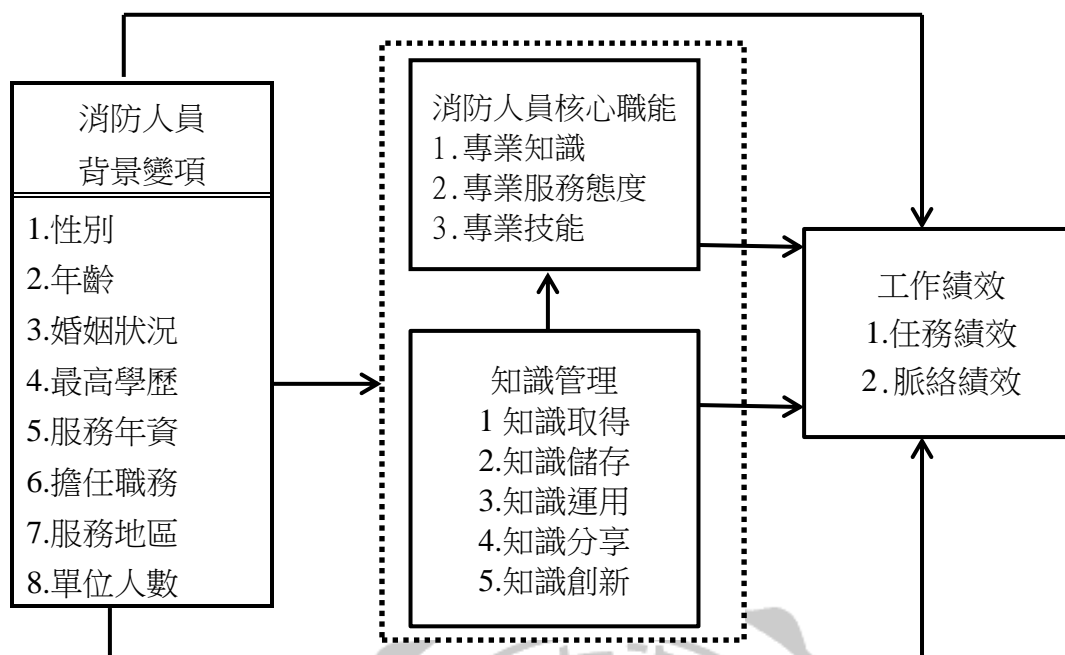 消防人員
背景變項
1.性別
2.年齡
3.婚姻狀況
4.最高學歷
5.服務年資
6.擔任職務
7.服務地區
8.單位人數
消防人員核心職能
1.專業知識
2.專業服務態度
3.專業技能
知識管理
1 知識取得
2.知識儲存
3.知識運用
4.知識分享
5.知識創新
工作績效
1.任務績效
2.脈絡績效